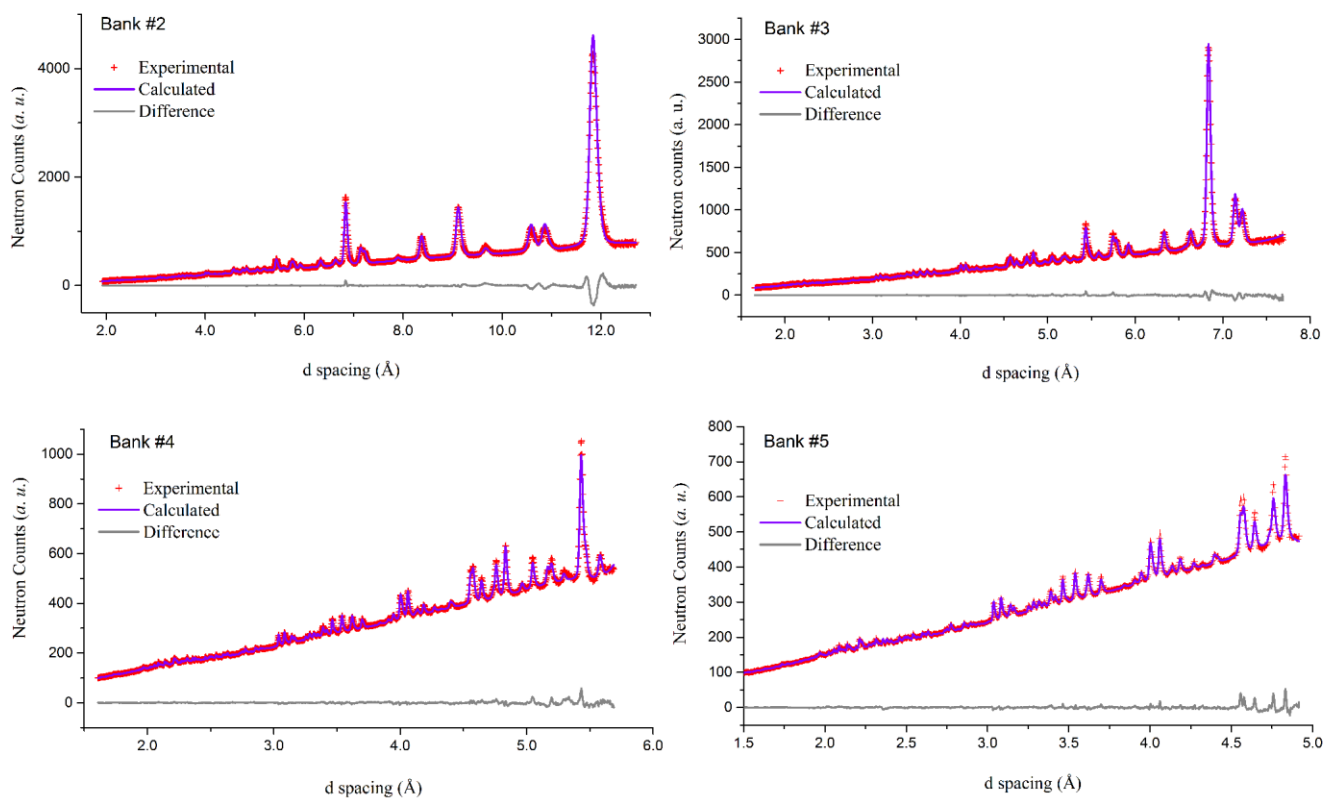 Bank #2
4000
2000
0
Neutron Counts (a. u.)
+ Experimental
Calculated
Difference
2.0 4.0 6.0 8.0 10.0 12.0
d spacing (Å)
Bank #3
3000
2500
2000
1500
1000
500
0
Neutron counts (a. u.)
+ Experimental
Calculated
Difference
2.0 3.0 4.0 5.0 6.0 7.0 8.0
d spacing (Å)
Bank #4
1000
800
600
400
200
0
Neutron Counts (a. u.)
+ Experimental
Calculated
Difference
2.0 3.0 4.0 5.0 6.0
d spacing (Å)
Bank #5
800
700
600
500
400
300
200
100
0
Neutron Counts (a. u.)
Experimental
Calculated
Difference
1.5 2.0 2.5 3.0 3.5 4.0 4.5 5.0
d spacing (Å)